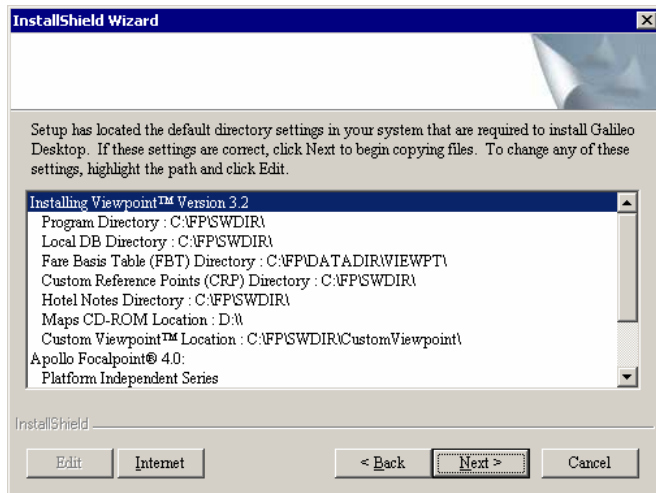 InstallShield Wizard
Setup has located the default directory settings in your system that are required to install Galileo
Desktop. If these settings are correct, click Next to begin copying files. To change any of these
settings, highlight the path and click Edit.
Installing Viewpoint™ Version 3.2
Program Directory : C:\FP\SWDIR\
Local DB Directory : C:\FP\SWDIR\
Fare Basis Table (FBT) Directory : C:\FP\DATADIR\VIEWPT\
Custom Reference Points (CRP) Directory : C:\FP\SWDIR\
Hotel Notes Directory : C:\FP\SWDIR\
Maps CD-ROM Location : D:\\
Custom Viewpoint™ Location : C:\FP\SWDIR\CustomViewpoint\
Apollo Focalpoint® 4.0:
Platform Independent Series
InstallShield
Edit Internet < Back Next > Cancel